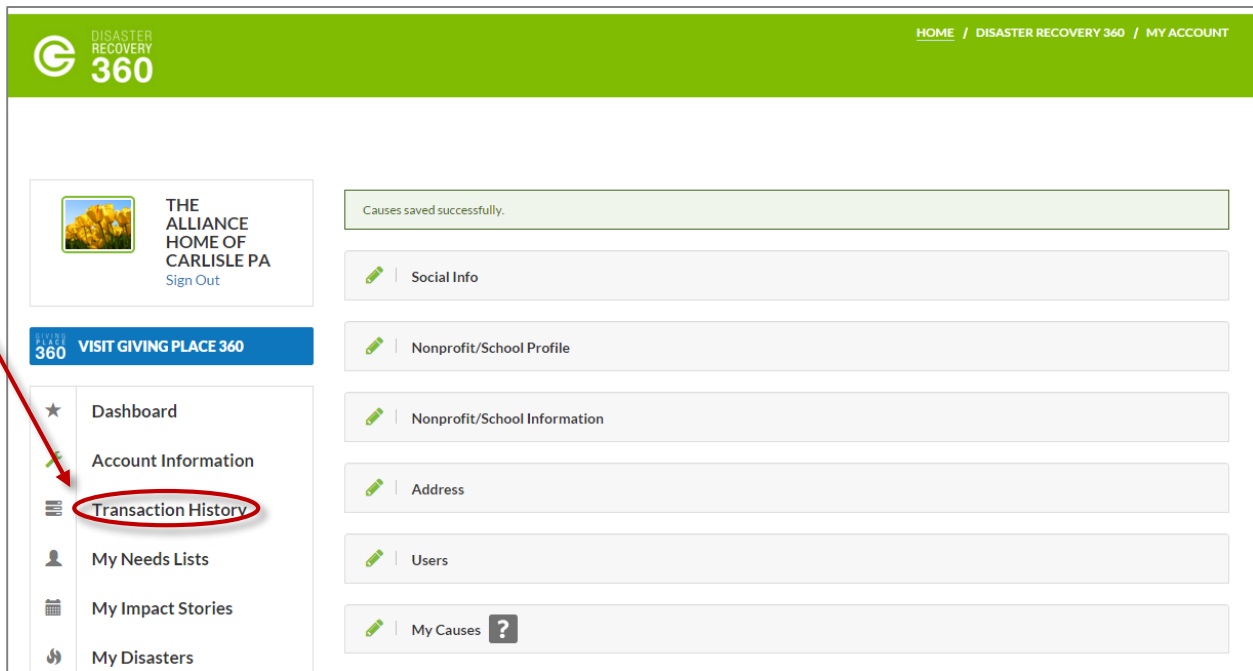 DISASTER
RECOVERY
360
HOME / DISASTER RECOVERY 360 / MY ACCOUNT
THE
ALLIANCE
HOME OF
CARLISLE PA
Sign Out
GIVING
PLACE
360
VISIT GIVING PLACE 360
Dashboard
Account Information
Transaction History
My Needs Lists
My Impact Stories
My Disasters
Causes saved successfully.
Social Info
Nonprofit/School Profile
Nonprofit/School Information
Address
Users
My Causes ?